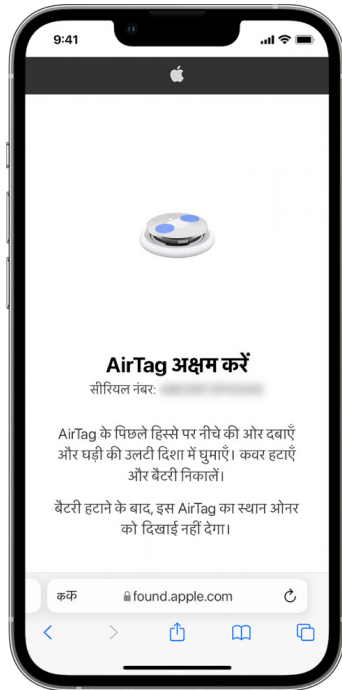 9:41
AirTag अक्षम करें
सीरियल नंबर:
AirTag के पिछले हिस्से पर नीचे की ओर दबाएँ
और घड़ी की उलटी दिशा में घुमाएँ। कवर हटाएँ
और बैटरी निकालें।
बैटरी हटाने के बाद, इस AirTag का स्थान ओनर
को दिखाई नहीं देगा।
कक found.apple.com